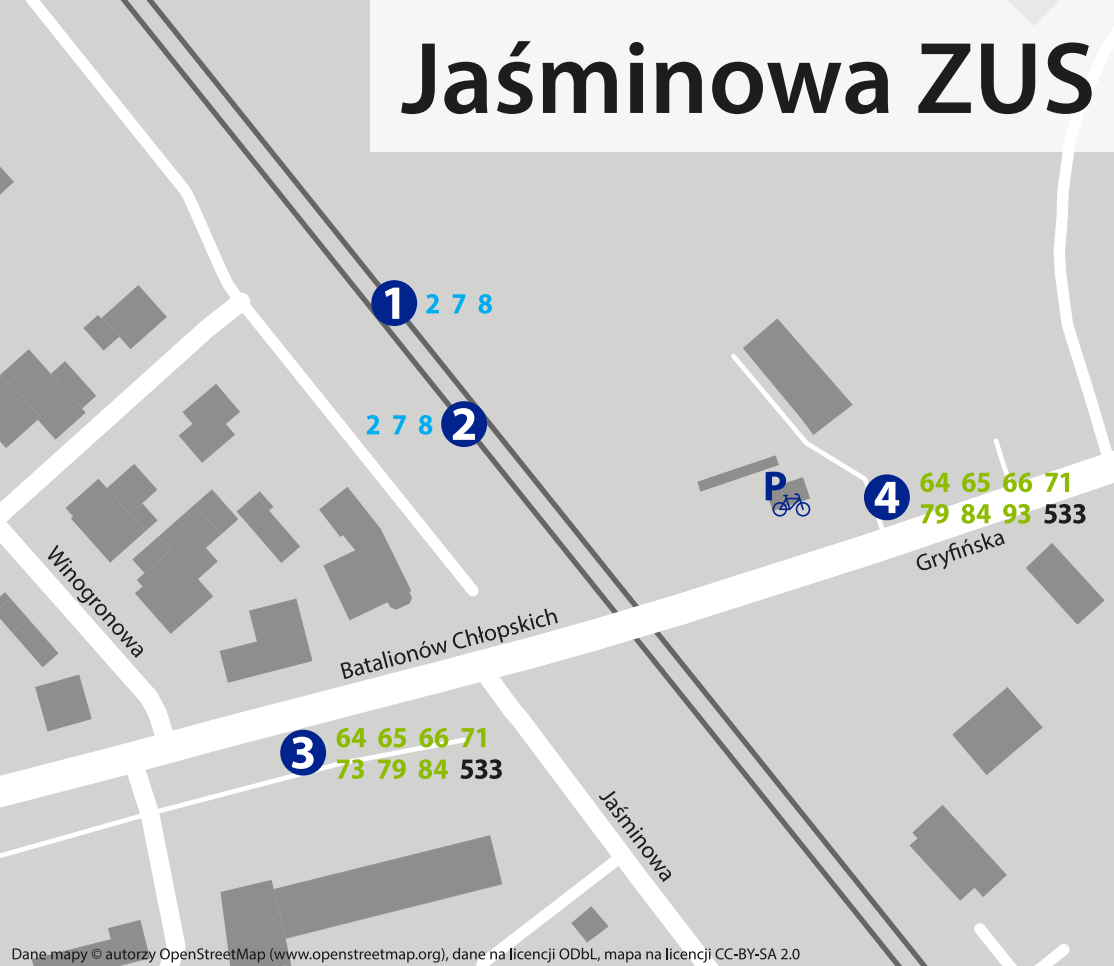 Jaśminowa ZUS
1 2 7 8
2 7 8 2
P
4 64 65 66 71
79 84 93 533
Gryfińska
Winogronowa
Batalionów Chłopskich
3 64 65 66 71
73 79 84 533
Jaśminowa
Dane mapy © autorzy OpenStreetMap (www.openstreetmap.org), dane na licencji ODbL, mapa na licencji CC-BY-SA 2.0